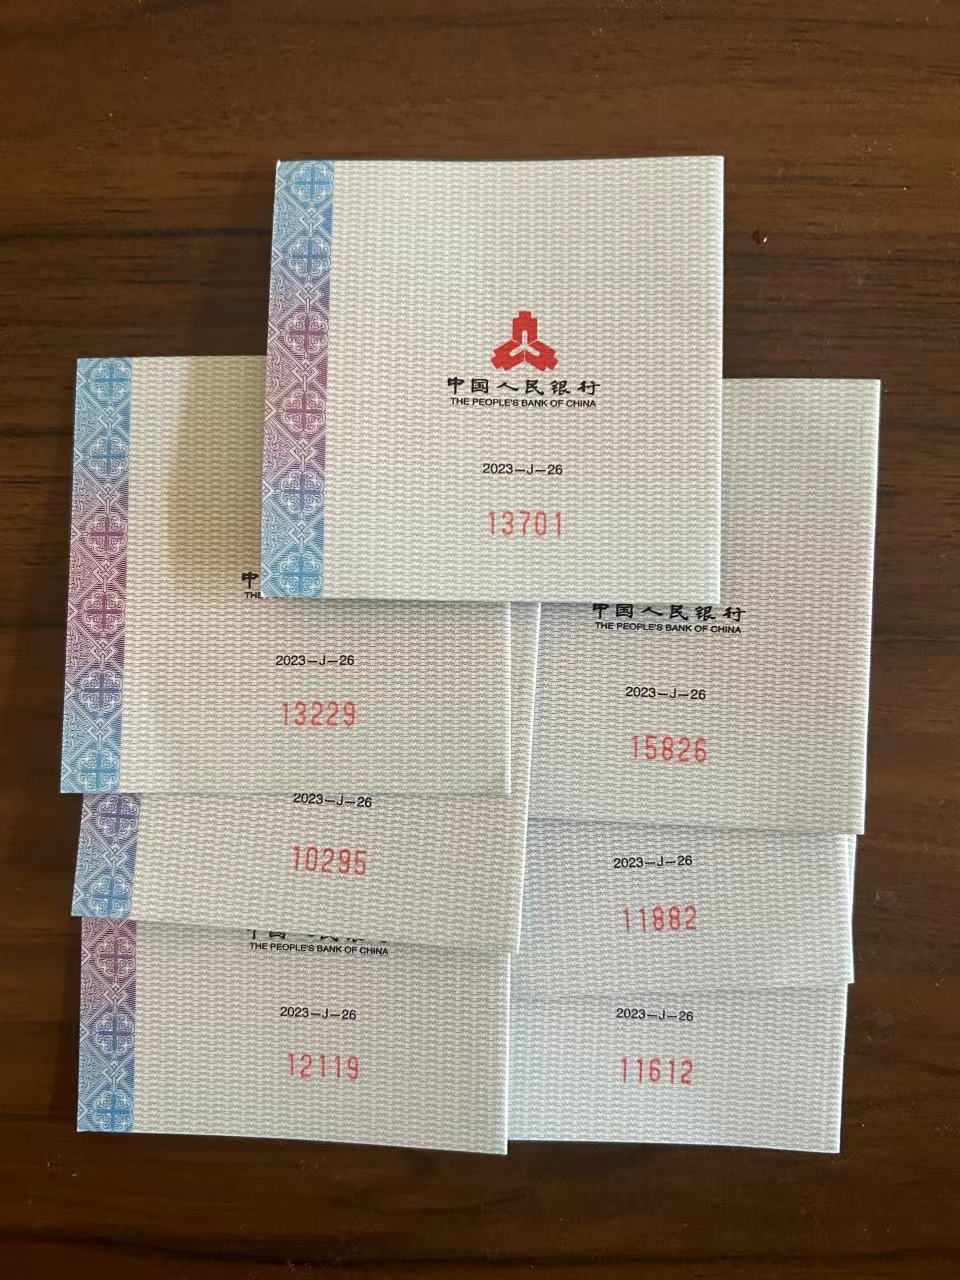 中国人民银行
THE PEOPLE'S BANK OF CHINA
2023-J-26
13701
中
THE
2023-J-26
13229
中国人民银行
THE PEOPLE'S BANK OF CHINA
2023-J-26
15826
2023-J-26
10295
2023-J-26
11882
THE PEOPLE'S BANK OF CHINA
2023-J-26
12119
2023-J-26
11612